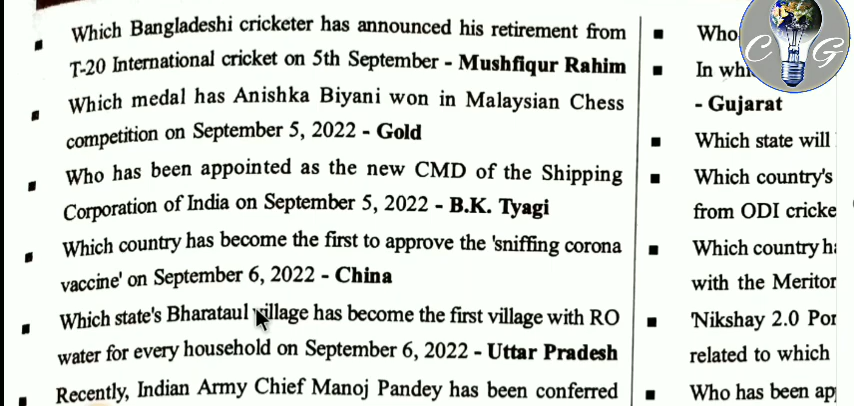 Which Bangladeshi cricketer has announced his retirement from
T-20 International cricket on 5th September - Mushfiqur Rahim
Which medal has Anishka Biyani won in Malaysian Chess
competition on September 5, 2022 - Gold
Who has been appointed as the new CMD of the Shipping
Corporation of India on September 5, 2022 - B.K. Tyagi
Which country has become the first to approve the 'sniffing corona
vaccine' on September 6, 2022 - China
Which state's Bharataul village has become the first village with RO
water for every household on September 6, 2022 - Uttar Pradesh
Recently, Indian Army Chief Manoj Pandey has been conferred
Who
In
- Gujarat
Which state will
Which country's
from ODI
Which country
with the
'Nikshay 2.0
related to which
Who has been
C G